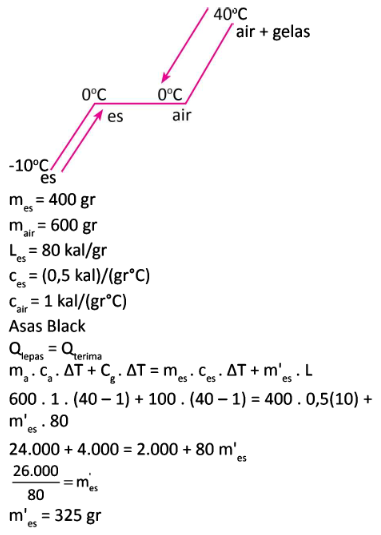 40°C
air + gelas
0°C 0°C
es air
-10°C
es
m_es = 400 gr
m_air = 600 gr
L_es = 80 kal/gr
c_es = (0,5 kal)/(gr°C)
c_air = 1 kal/(gr°C)
Asas Black
Q_lepas = Q_terima
m_a . c_a . ΔT + C_g . ΔT = m_es . c_es . ΔT + m'_es . L
600 . 1 . (40 – 1) + 100 . (40 – 1) = 400 . 0,5(10) +
m'_es . 80
24.000 + 4.000 = 2.000 + 80 m'_es
26.000/80 = m'_es
m'_es = 325 gr